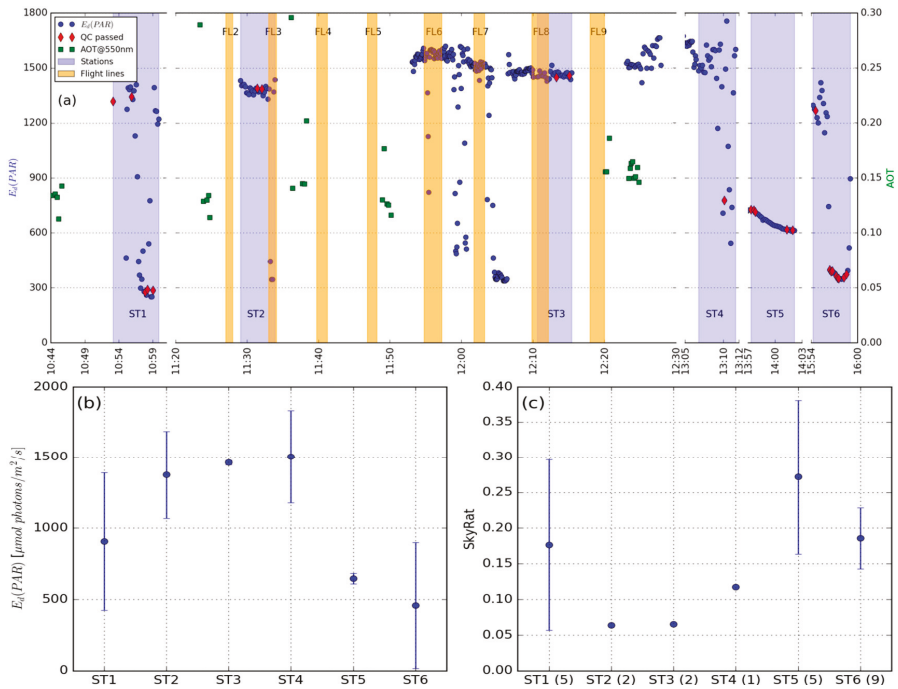 1800
1500
1200
900
600
300
0
E_d(PAR)
E_d(PAR)
QC passed
AOT@550nm
Stations
Flight lines
(a)
FL2 FL3 FL4 FL5 FL6 FL7 FL8 FL9
ST1 ST2 ST3 ST4 ST5 ST6
0.30
0.25
0.20
0.15
0.10
0.05
0.00
AOT
10:44 10:49 10:54 10:59 11:20 11:30 11:40 11:50 12:00 12:10 12:20 12:30 13:05 13:10 13:12 13:57 14:00 14:03 15:54 16:00
(b)
2000
1500
1000
500
0
E_d(PAR) [μmol photons/m²/s]
ST1 ST2 ST3 ST4 ST5 ST6
(c)
0.40
0.35
0.30
0.25
0.20
0.15
0.10
0.05
0.00
SkyRat
ST1 (5) ST2 (2) ST3 (2) ST4 (1) ST5 (5) ST6 (9)